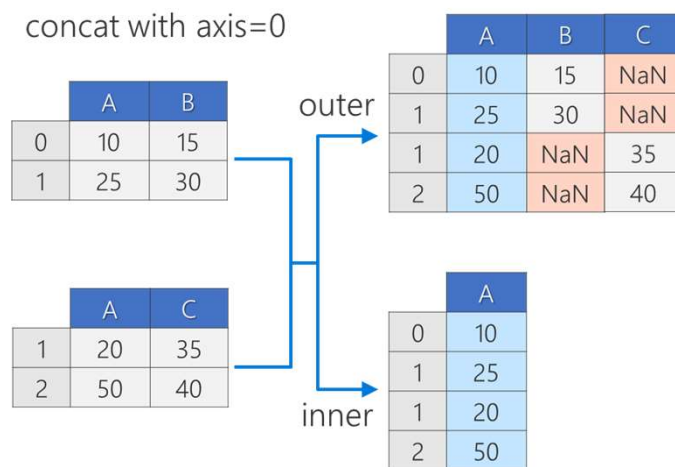 concat with axis=0
A B
0 10 15
1 25 30
A C
1 20 35
2 50 40
outer
A B C
0 10 15 NaN
1 25 30 NaN
1 20 NaN 35
2 50 NaN 40
inner
A
0 10
1 25
1 20
2 50